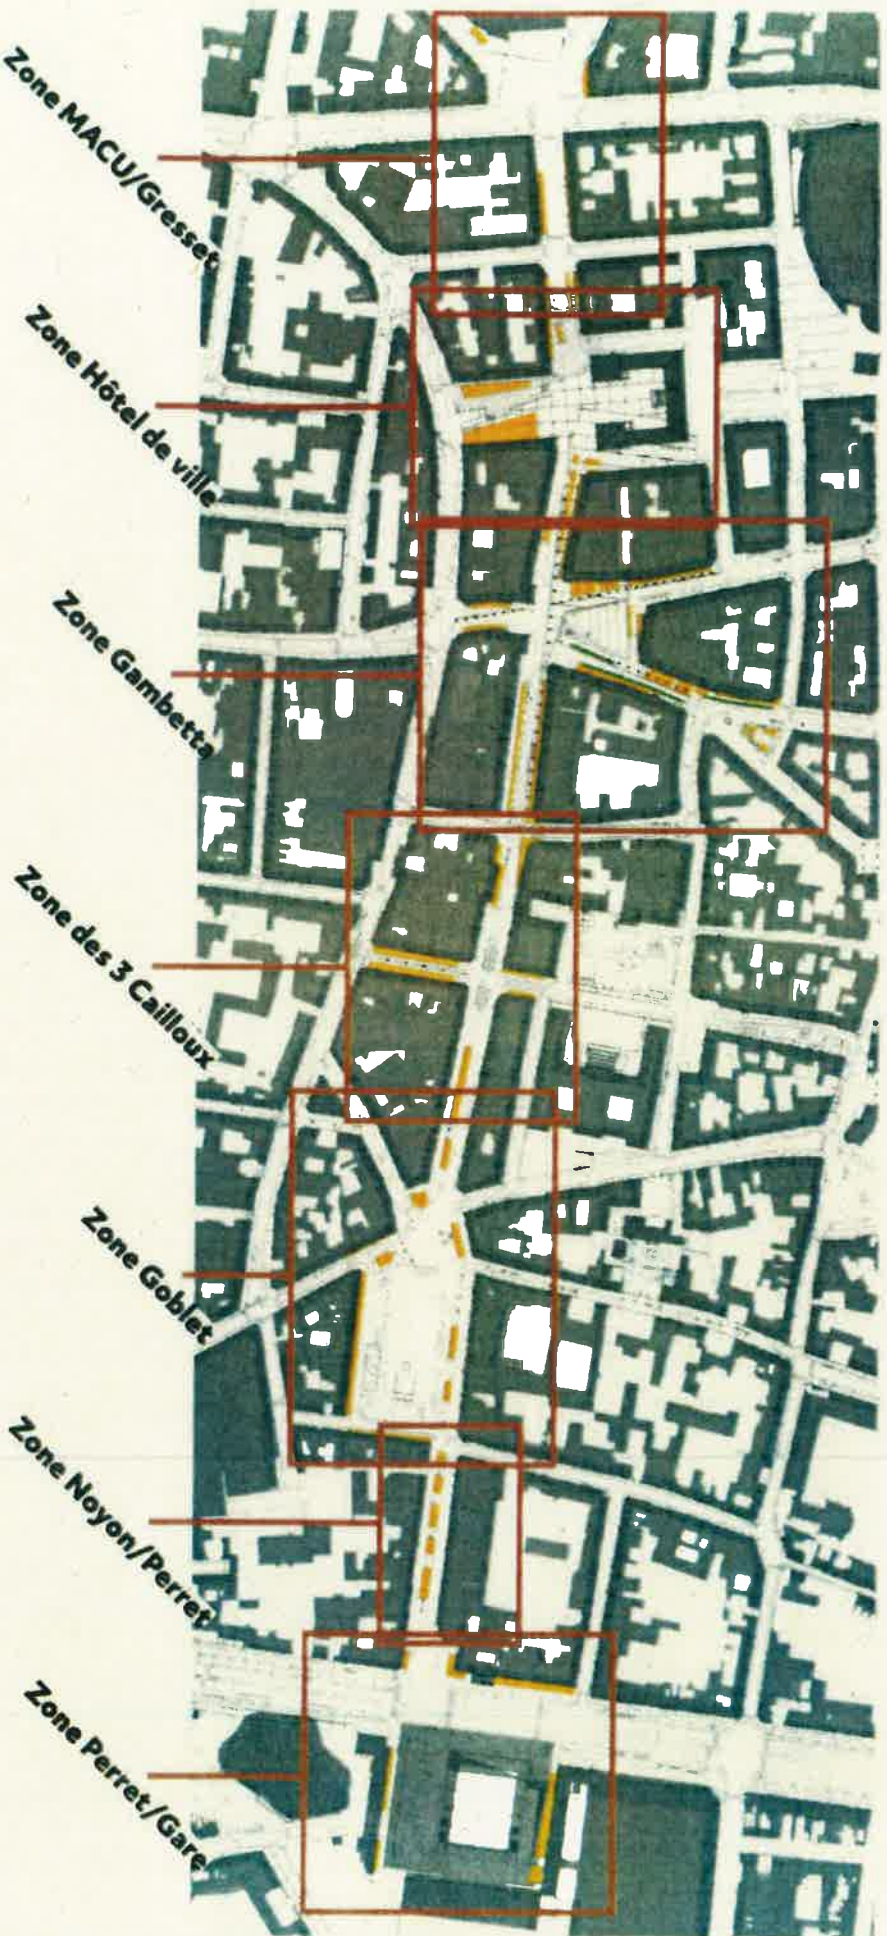 Zone MACU/Gresset
Zone Hôtel de ville
Zone Gambetta
Zone des 3 Cailloux
Zone Goblet
Zone Noyon/Perret
Zone Perret/Gare